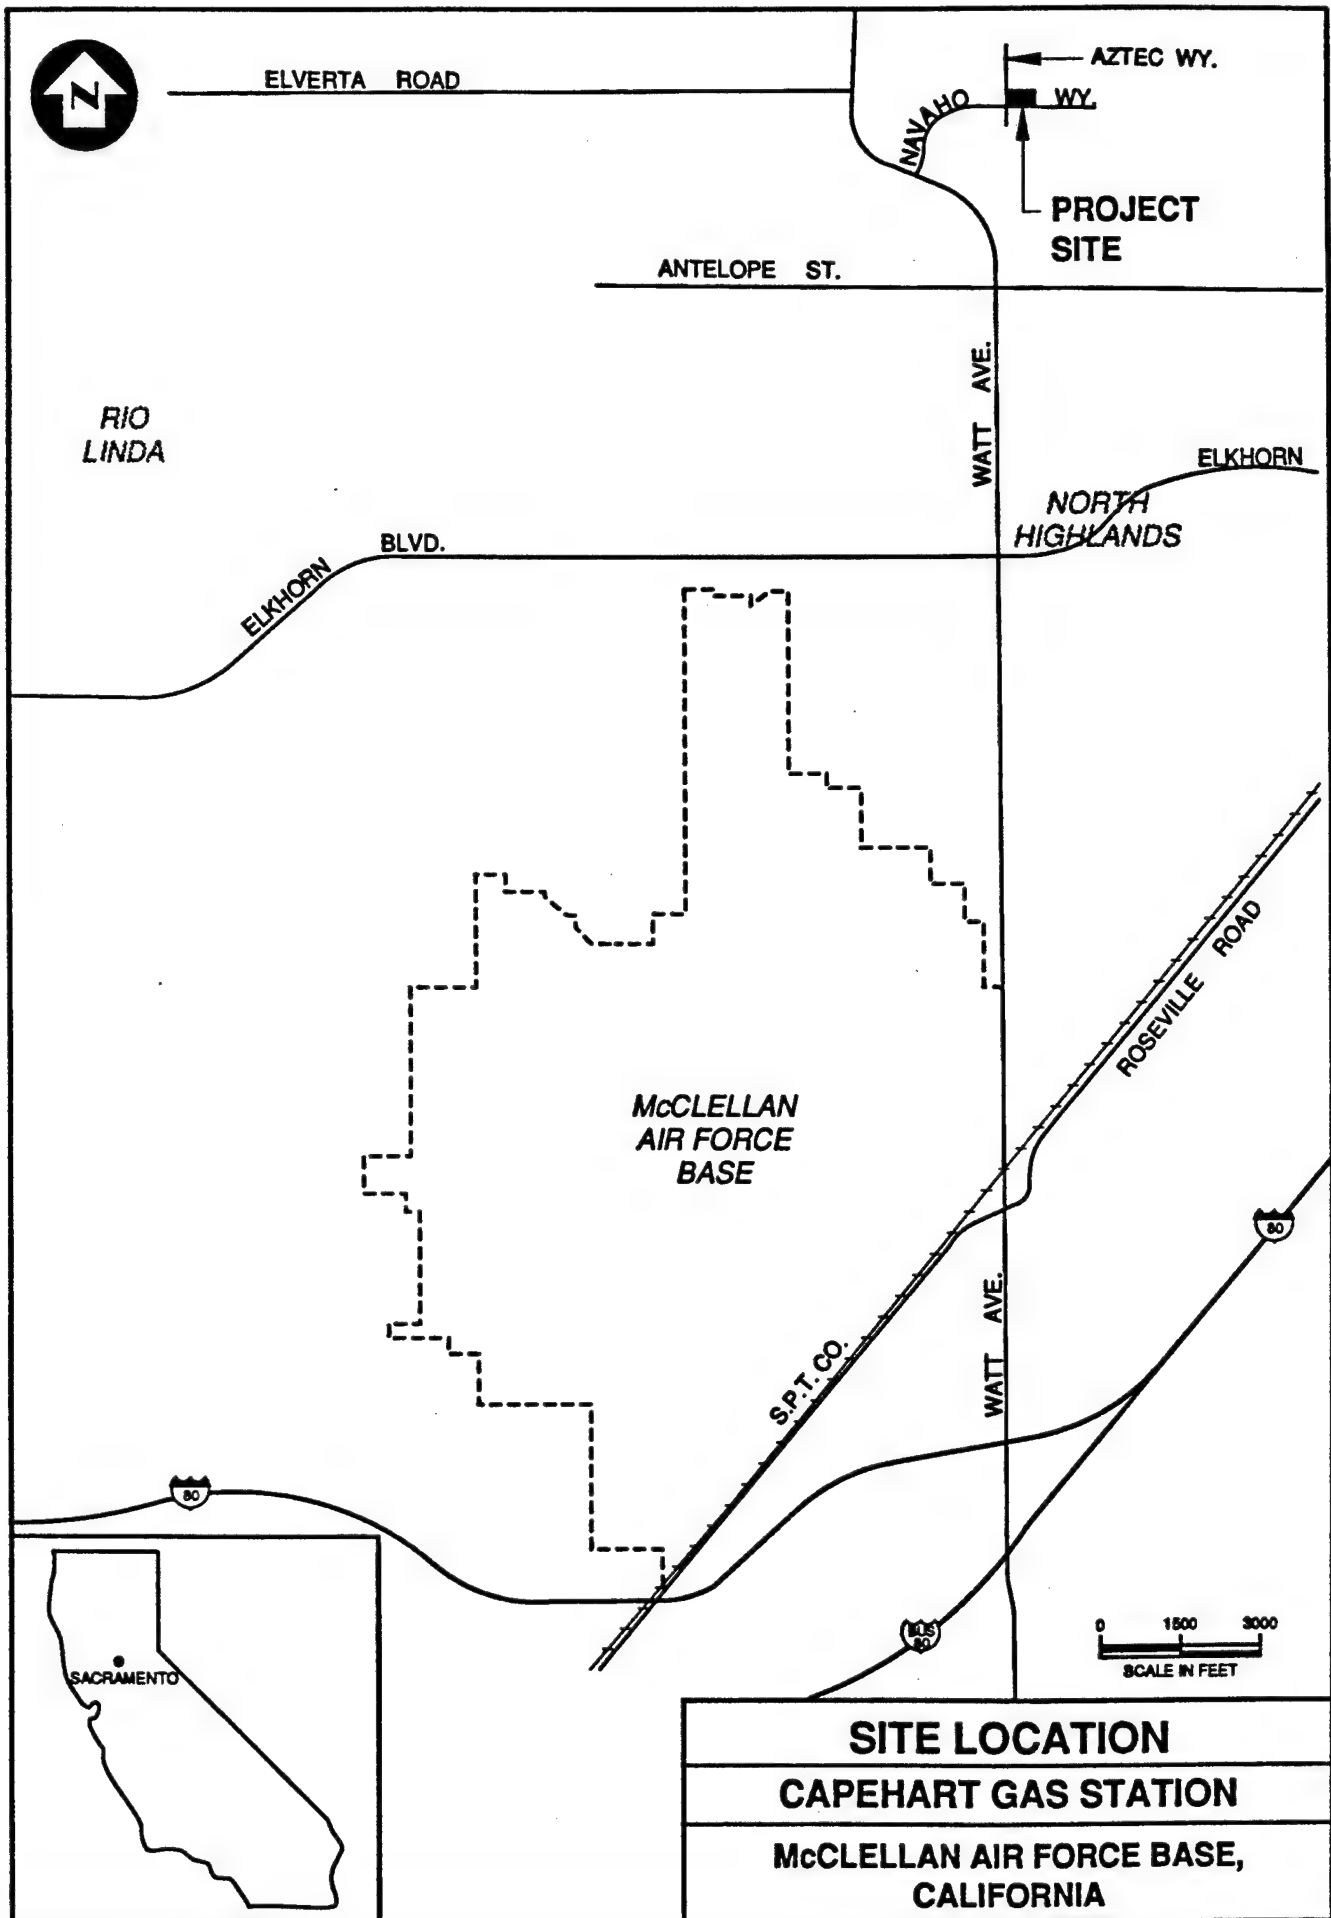 N
ELVERTA ROAD
AZTEC WY.
NAVAHO WY.
PROJECT
SITE
ANTELOPE ST.
WATT AVE.
RIO
LINDA
ELKHORN
NORTH
HIGHLANDS
BLVD.
ELKHORN
ROSEVILLE ROAD
McCLELLAN
AIR FORCE
BASE
80
WATT AVE.
S.P.T. CO.
80
BUS
80
0 1500 3000
SCALE IN FEET
SACRAMENTO
SITE LOCATION
CAPEHART GAS STATION
McCLELLAN AIR FORCE BASE,
CALIFORNIA